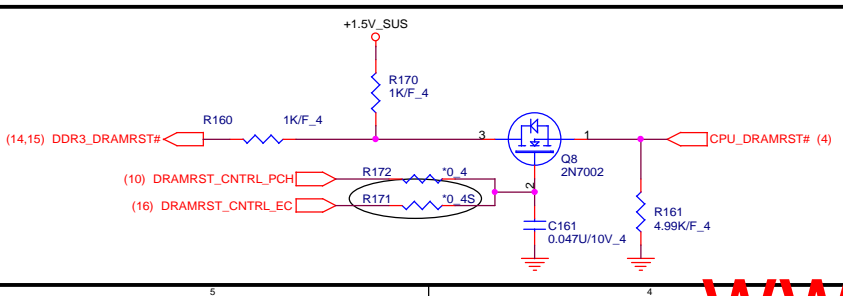 +1.5V_SUS
R170
1K/F_4
R160
1K/F_4
(14,15) DDR3_DRAMRST#
3
1
CPU_DRAMRST# (4)
Q8
2N7002
(10) DRAMRST_CNTRL_PCH
R172
*0_4
2
(16) DRAMRST_CNTRL_EC
R171
*0_4S
R161
4.99K/F_4
C161
0.047U/10V_4
5
4